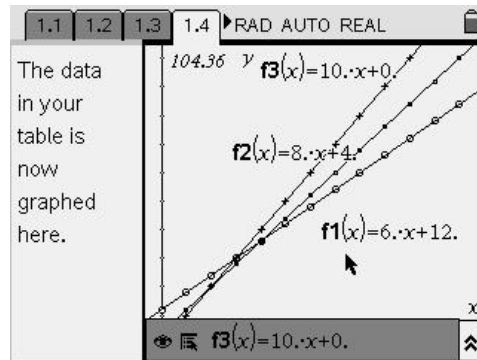 1.1 1.2 1.3 1.4 RAD AUTO REAL
The data
in your
table is
now
graphed
here.
104.36 y
f3(x)=10.·x+0.
f2(x)=8.·x+4.
f1(x)=6.·x+12.
x
f3(x)=10.·x+0.